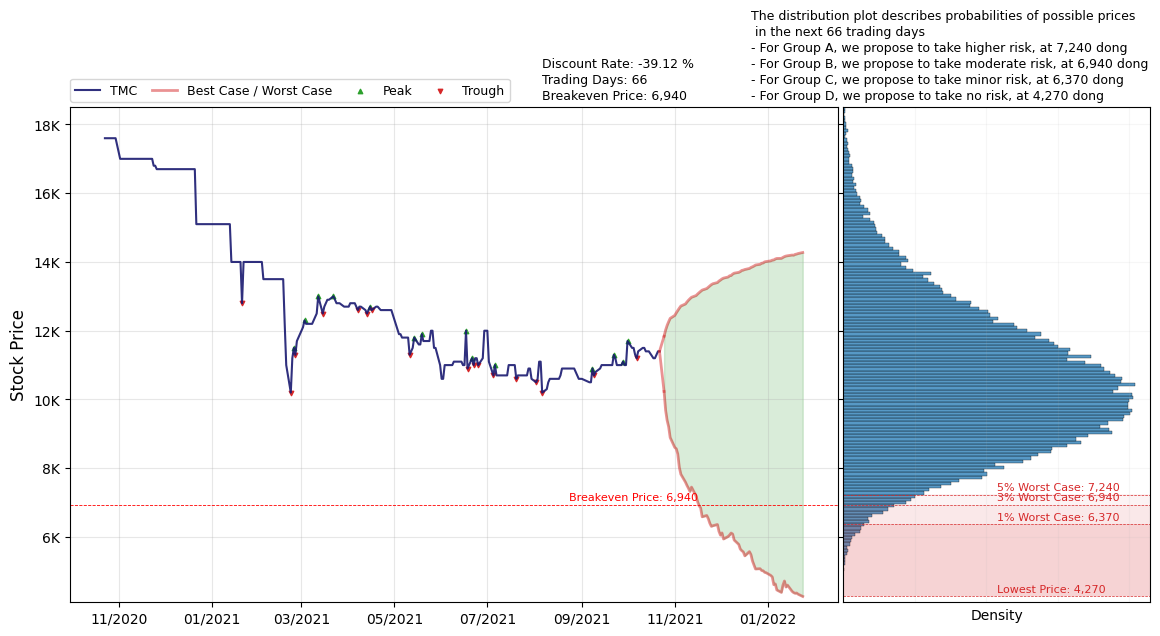 The distribution plot describes probabilities of possible prices
in the next 66 trading days
- For Group A, we propose to take higher risk, at 7,240 dong
- For Group B, we propose to take moderate risk, at 6,940 dong
- For Group C, we propose to take minor risk, at 6,370 dong
- For Group D, we propose to take no risk, at 4,270 dong
Discount Rate: -39.12 %
Trading Days: 66
Breakeven Price: 6,940
TMC
Best Case / Worst Case
Peak
Trough
Stock Price
18K
16K
14K
12K
10K
8K
6K
Breakeven Price: 6,940
11/2020
01/2021
03/2021
05/2021
07/2021
09/2021
11/2021
01/2022
5% Worst Case: 7,240
3% Worst Case: 6,940
1% Worst Case: 6,370
Lowest Price: 4,270
Density